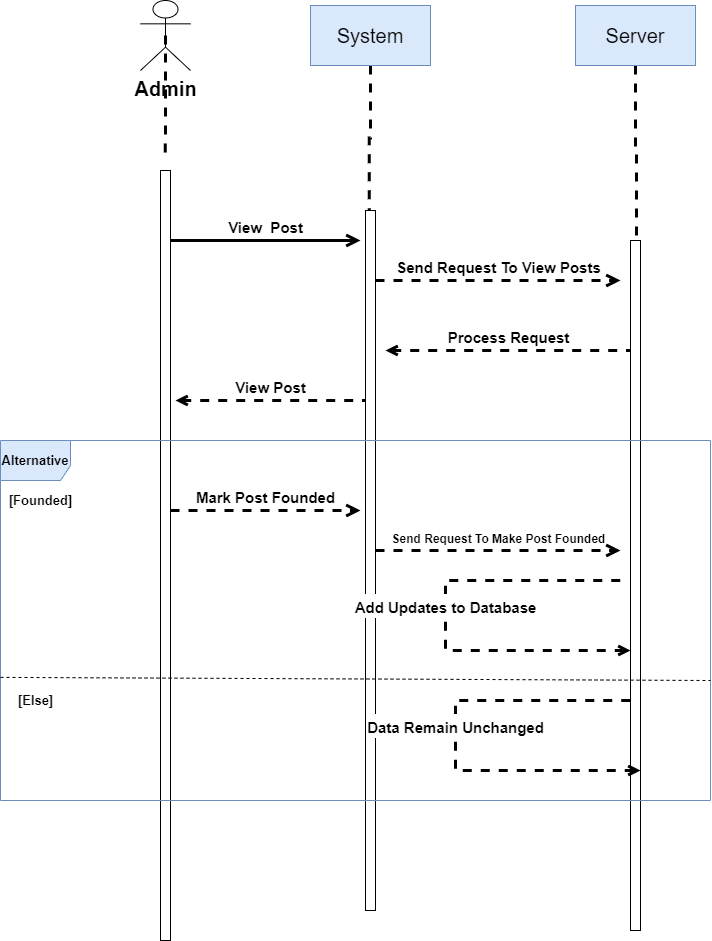 Admin
System
Server
View Post
Send Request To View Posts
Process Request
View Post
Alternative
[Founded]
Mark Post Founded
Send Request To Make Post Founded
Add Updates to Database
[Else]
Data Remain Unchanged